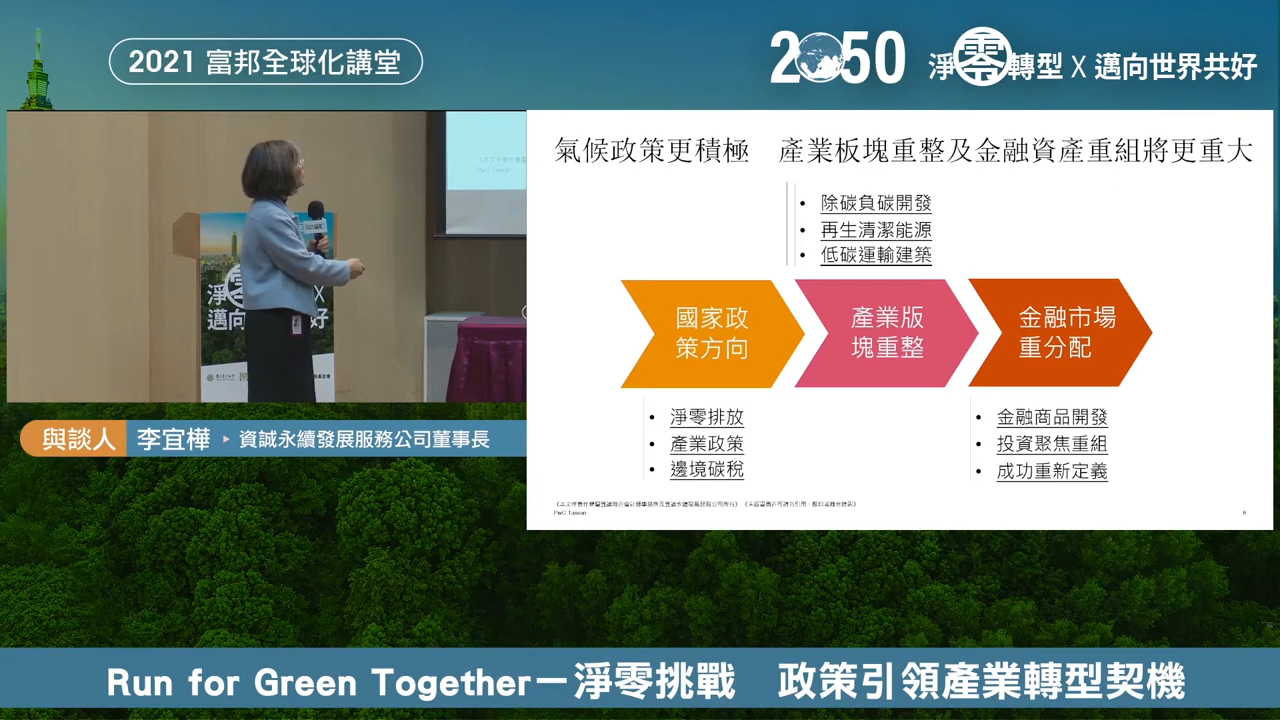 2021 富邦全球化講堂
2050 淨零轉型 X 邁向世界共好
氣候政策更積極 產業板塊重整及金融資產重組將更重大
• 除碳負碳開發
• 再生清潔能源
• 低碳運輸建築
國家政
策方向
產業版
塊重整
金融市場
重分配
• 淨零排放
• 產業政策
• 邊境碳稅
• 金融商品開發
• 投資聚焦重組
• 成功重新定義
PwC Taiwan
6
與談人 李宜樺 ▸ 資誠永續發展服務公司董事長
Run for Green Together－淨零挑戰 政策引領產業轉型契機